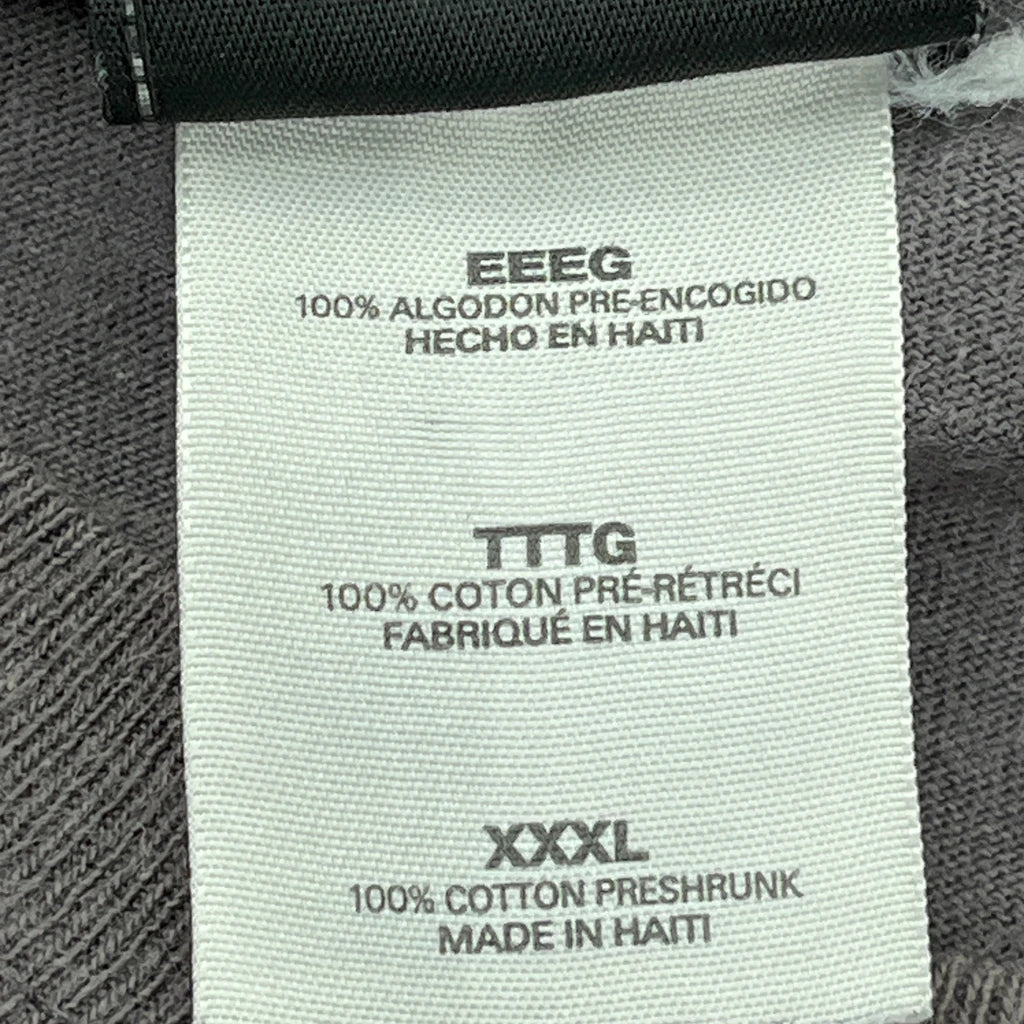 EEEG
100% ALGODON PRE-ENCOGIDO
HECHO EN HAITI
TTTG
100% COTON PRÉ-RÉTRÉCI
FABRIQUÉ EN HAITI
XXXL
100% COTTON PRESHRUNK
MADE IN HAITI